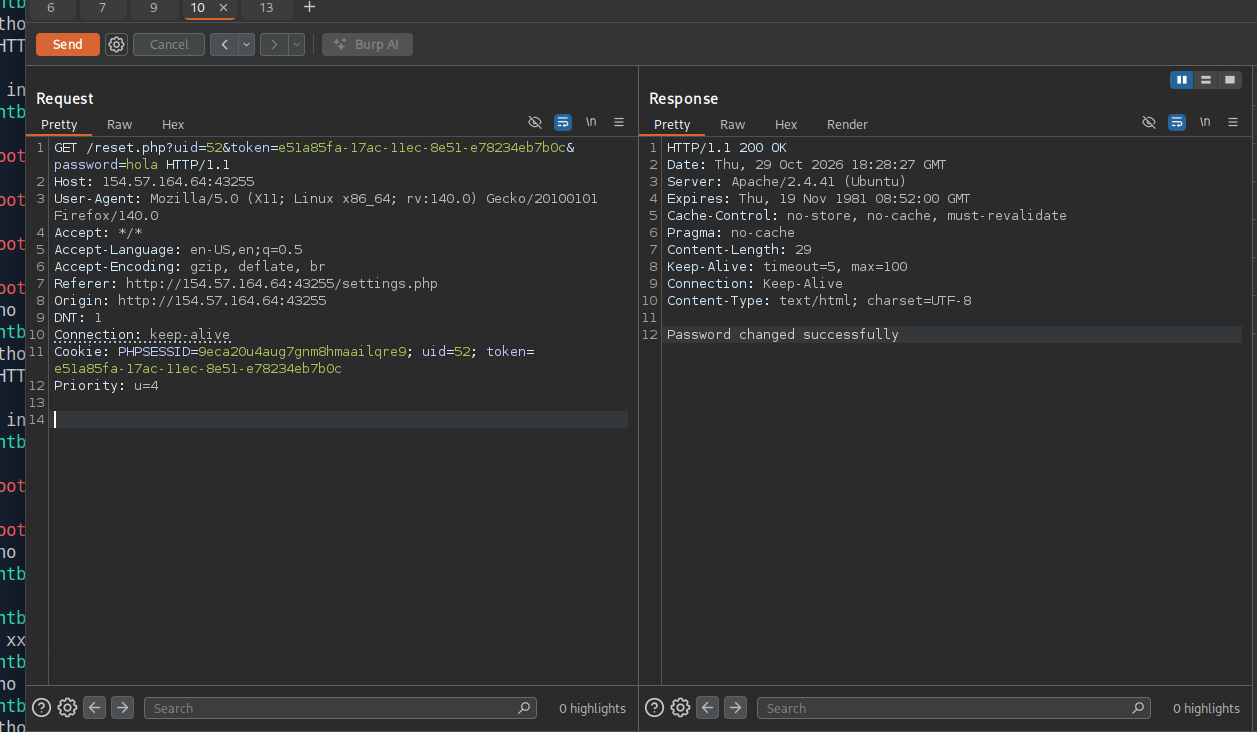 6 7 9 10 × 13 +
Send Cancel < > Burp AI
Request
Pretty Raw Hex \n
1 GET /reset.php?uid=52&token=e51a85fa-17ac-11ec-8e51-e78234eb7b0c&
password=hola HTTP/1.1
2 Host: 154.57.164.64:43255
3 User-Agent: Mozilla/5.0 (X11; Linux x86_64; rv:140.0) Gecko/20100101
Firefox/140.0
4 Accept: */*
5 Accept-Language: en-US,en;q=0.5
6 Accept-Encoding: gzip, deflate, br
7 Referer: http://154.57.164.64:43255/settings.php
8 Origin: http://154.57.164.64:43255
9 DNT: 1
10 Connection: keep-alive
11 Cookie: PHPSESSID=9eca20u4aug7gnm8hmaailqre9; uid=52; token=
e51a85fa-17ac-11ec-8e51-e78234eb7b0c
12 Priority: u=4
13
14
Search 0 highlights
Response
Pretty Raw Hex Render \n
1 HTTP/1.1 200 OK
2 Date: Thu, 29 Oct 2026 18:28:27 GMT
3 Server: Apache/2.4.41 (Ubuntu)
4 Expires: Thu, 19 Nov 1981 08:52:00 GMT
5 Cache-Control: no-store, no-cache, must-revalidate
6 Pragma: no-cache
7 Content-Length: 29
8 Keep-Alive: timeout=5, max=100
9 Connection: Keep-Alive
10 Content-Type: text/html; charset=UTF-8
11
12 Password changed successfully
Search 0 highlights